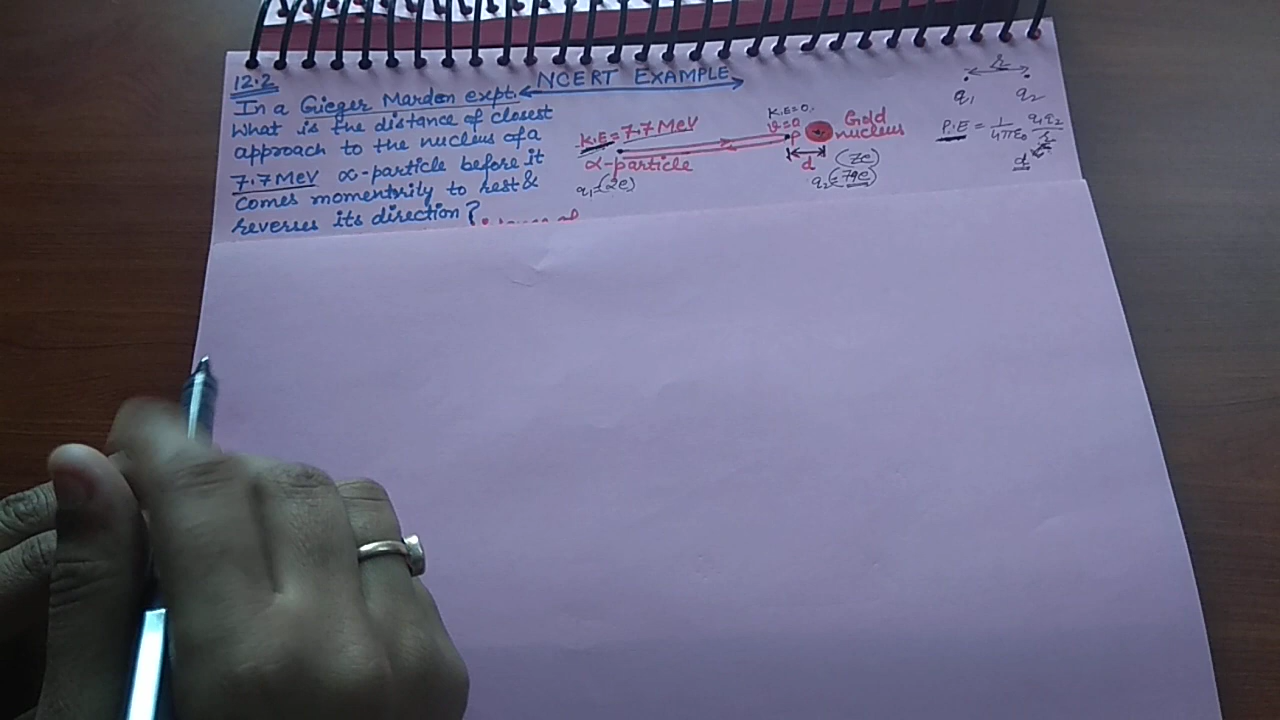 12.2
NCERT EXAMPLE
In a Gieger Marden expt.
What is the distance of closest
approach to the nucleus of a
7.7 MeV α-particle before it
comes momentrily to rest &
reverses its direction?
K.E = 7.7 MeV
α-particle
q₁=(2e)
K.E=0.
v=0
P
d
Gold
nucleus
(Ze)
q₂=(79e)
r
q₁ q₂
P.E = 1/4πε₀ q₁q₂/r
d